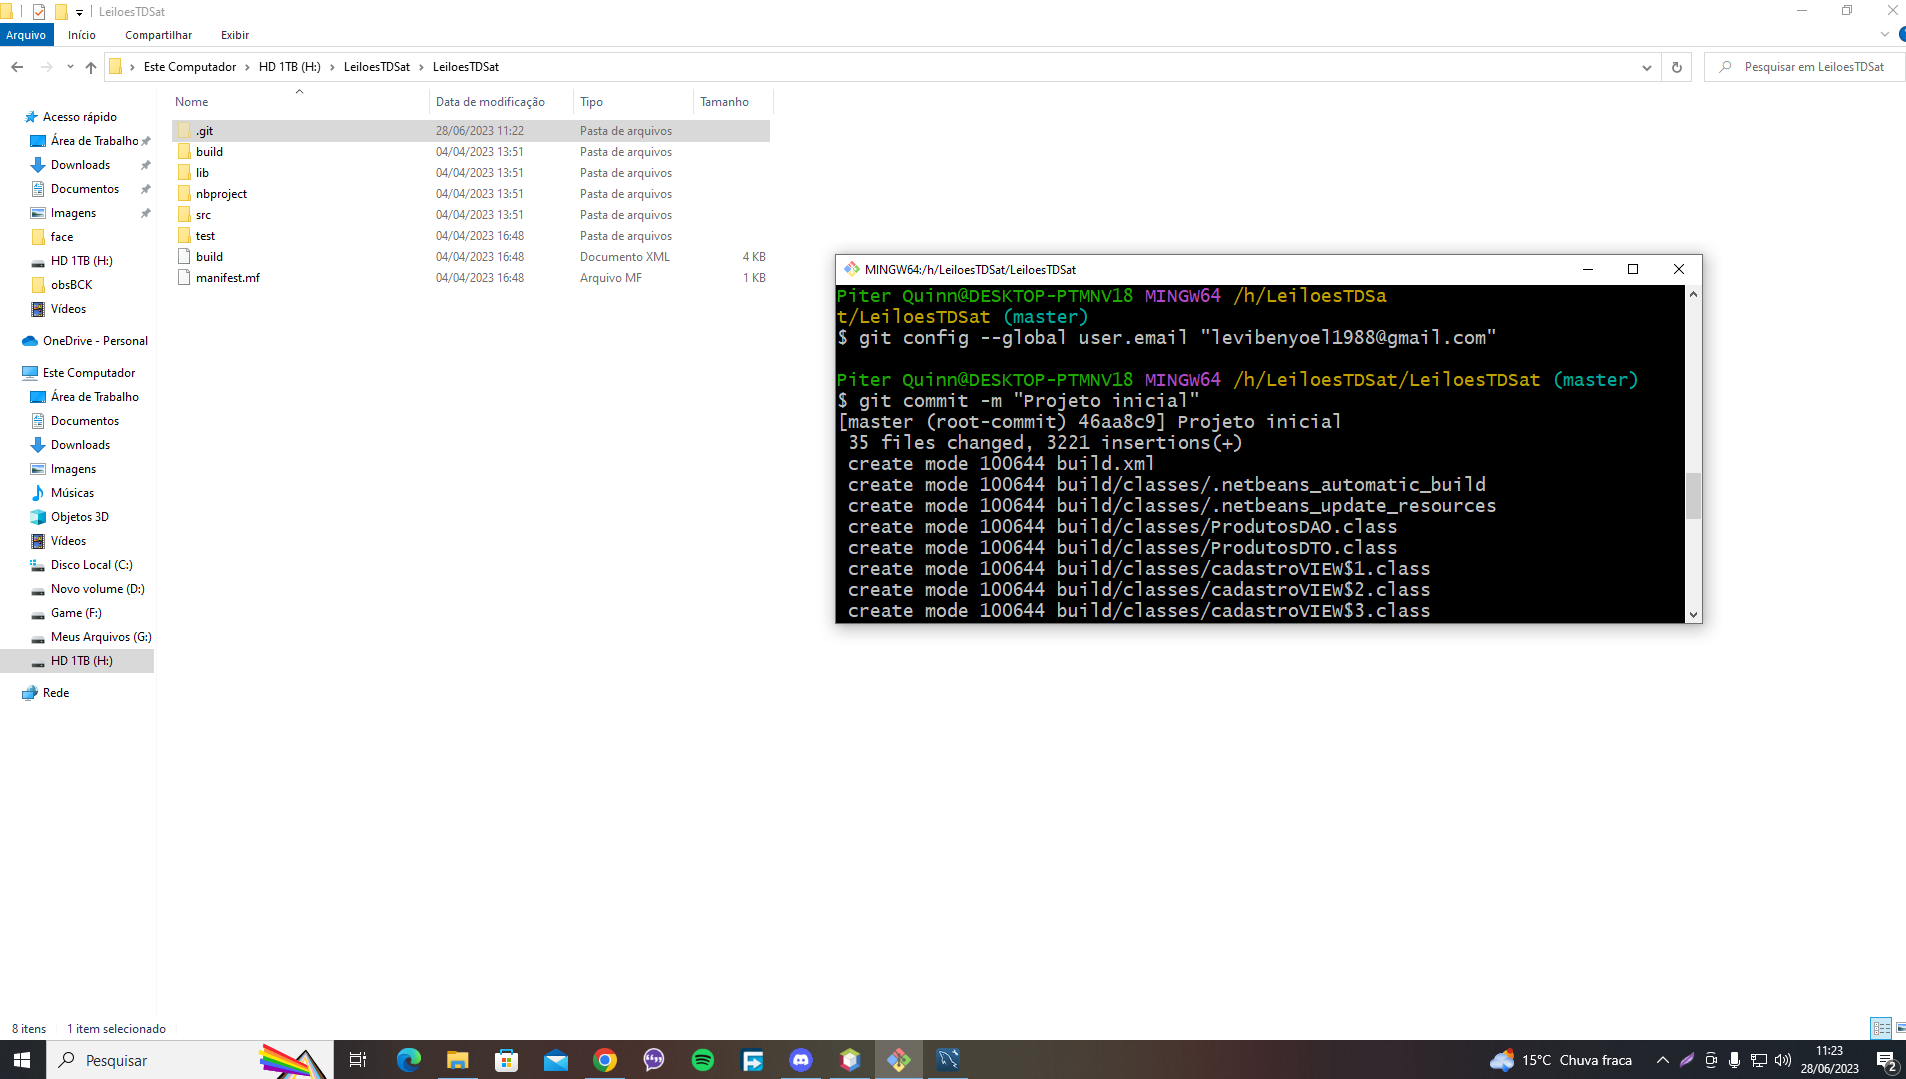 LeiloesTDSat
Arquivo
Início
Compartilhar
Exibir
Este Computador
HD 1TB (H:)
LeiloesTDSat
LeiloesTDSat
Pesquisar em LeiloesTDSat
Nome
Data de modificação
Tipo
Tamanho
.git 28/06/2023 11:22 Pasta de arquivos
build 04/04/2023 13:51 Pasta de arquivos
lib 04/04/2023 13:51 Pasta de arquivos
nbproject 04/04/2023 13:51 Pasta de arquivos
src 04/04/2023 13:51 Pasta de arquivos
test 04/04/2023 16:48 Pasta de arquivos
build 04/04/2023 16:48 Documento XML 4 KB
manifest.mf 04/04/2023 16:48 Arquivo MF 1 KB
Acesso rápido
Área de Trabalho
Downloads
Documentos
Imagens
face
HD 1TB (H:)
obsBCK
Vídeos
OneDrive - Personal
Este Computador
Área de Trabalho
Documentos
Downloads
Imagens
Músicas
Objetos 3D
Vídeos
Disco Local (C:)
Novo volume (D:)
Game (F:)
Meus Arquivos (G:)
HD 1TB (H:)
Rede
MINGW64:/h/LeiloesTDSat/LeiloesTDSat
Piter Quinn@DESKTOP-PTMNV18 MINGW64 /h/LeiloesTDSa
t/LeiloesTDSat (master)
$ git config --global user.email "levibenyoel1988@gmail.com"
Piter Quinn@DESKTOP-PTMNV18 MINGW64 /h/LeiloesTDSat/LeiloesTDSat (master)
$ git commit -m "Projeto inicial"
[master (root-commit) 46aa8c9] Projeto inicial
35 files changed, 3221 insertions(+)
create mode 100644 build.xml
create mode 100644 build/classes/.netbeans_automatic_build
create mode 100644 build/classes/.netbeans_update_resources
create mode 100644 build/classes/ProdutosDAO.class
create mode 100644 build/classes/ProdutosDTO.class
create mode 100644 build/classes/cadastroVIEW$1.class
create mode 100644 build/classes/cadastroVIEW$2.class
create mode 100644 build/classes/cadastroVIEW$3.class
8 itens
1 item selecionado
Pesquisar
15°C Chuva fraca
11:23
28/06/2023
2